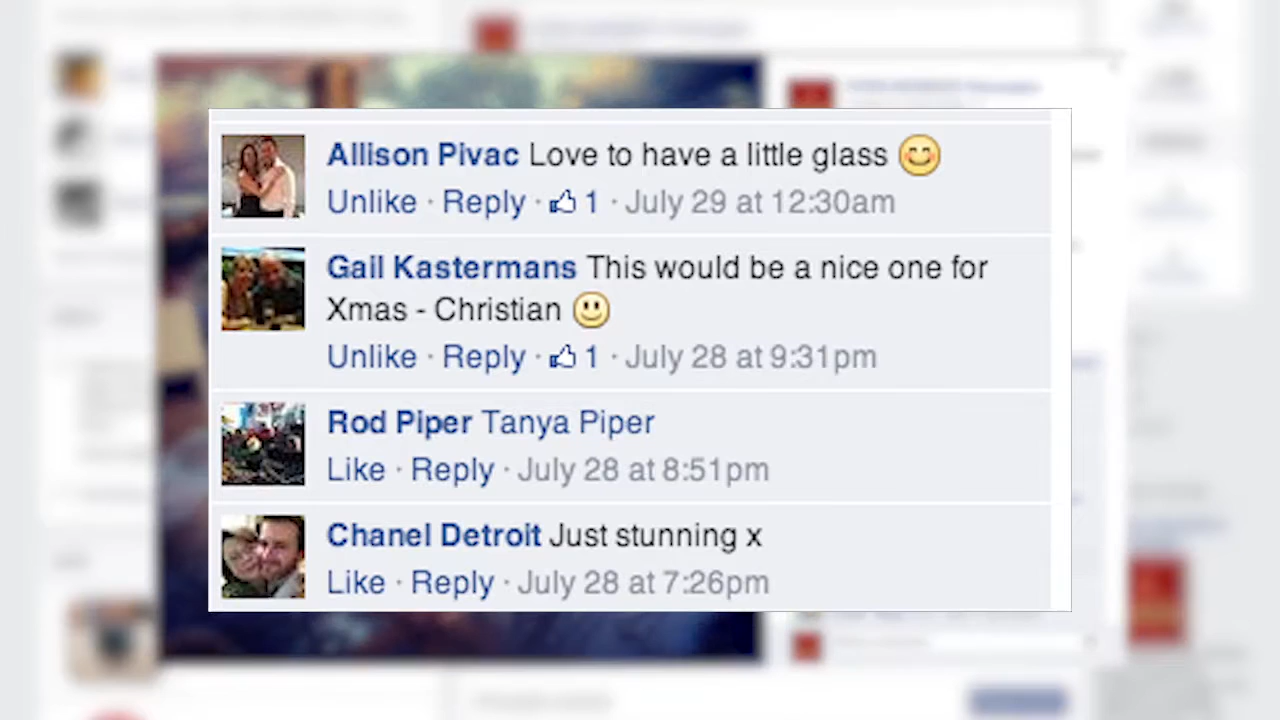 Allison Pivac Love to have a little glass
Unlike · Reply · 1 · July 29 at 12:30am
Gail Kastermans This would be a nice one for
Xmas - Christian
Unlike · Reply · 1 · July 28 at 9:31pm
Rod Piper Tanya Piper
Like · Reply · July 28 at 8:51pm
Chanel Detroit Just stunning x
Like · Reply · July 28 at 7:26pm